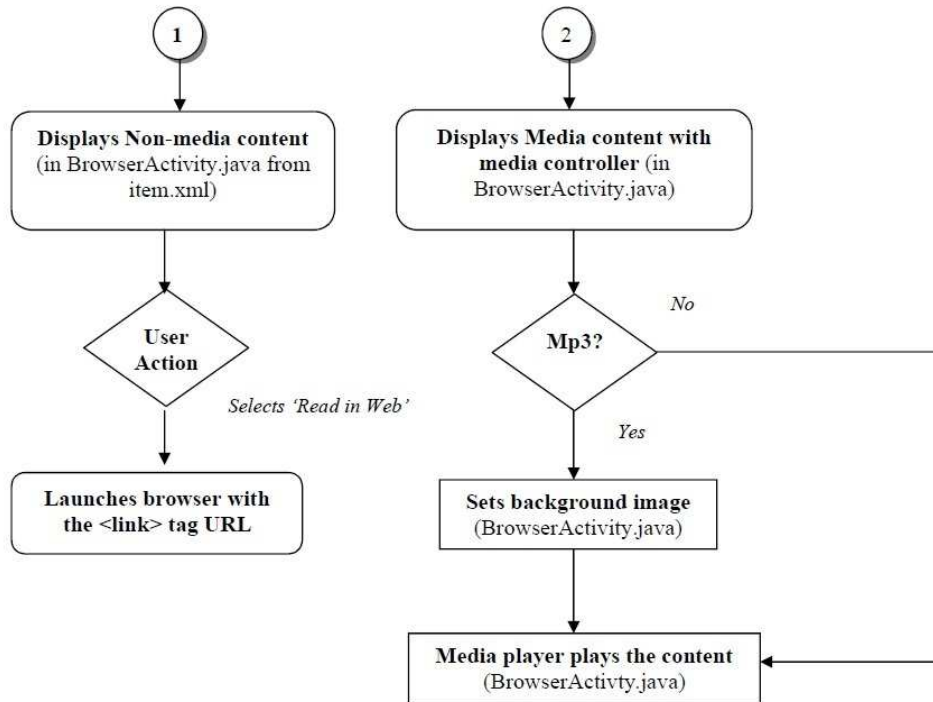 1
Displays Non-media content
(in BrowserActivity.java from
item.xml)
User
Action
Selects ‘Read in Web’
Launches browser with
the <link> tag URL
2
Displays Media content with
media controller (in
BrowserActivity.java)
Mp3?
No
Yes
Sets background image
(BrowserActivity.java)
Media player plays the content
(BrowserActivty.java)